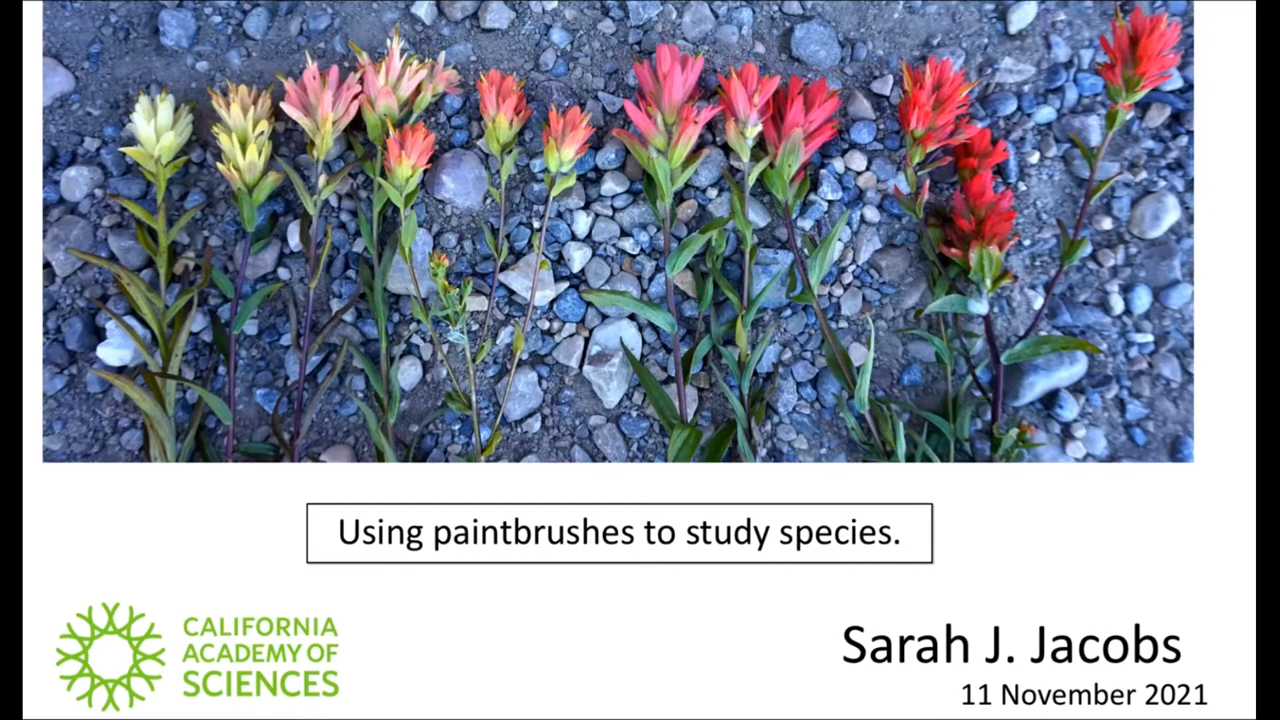 Using paintbrushes to study species.
CALIFORNIA
ACADEMY OF
SCIENCES
Sarah J. Jacobs
11 November 2021